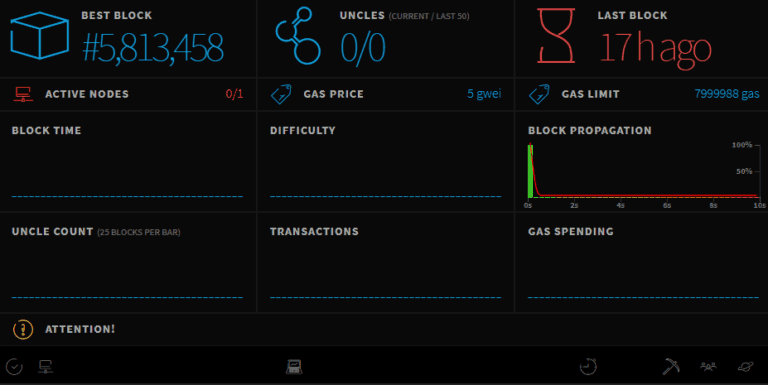 BEST BLOCK
#5,813,458
UNCLES (CURRENT / LAST 50)
0/0
LAST BLOCK
17 h ago
ACTIVE NODES
0/1
GAS PRICE
5 gwei
GAS LIMIT
7999988 gas
BLOCK TIME
DIFFICULTY
BLOCK PROPAGATION
100%
50%
0s 2s 4s 6s 8s 10s
UNCLE COUNT (25 BLOCKS PER BAR)
TRANSACTIONS
GAS SPENDING
ATTENTION!